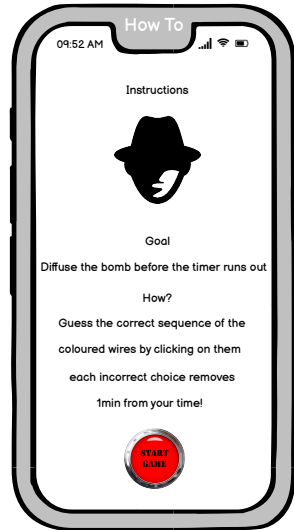 How To
09:52 AM
Instructions
Goal
Diffuse the bomb before the timer runs out
How?
Guess the correct sequence of the
coloured wires by clicking on them
each incorrect choice removes
1min from your time!
START
GAME